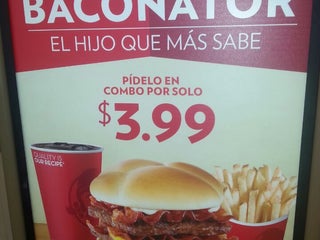 BACONATOR
EL HIJO QUE MÁS SABE
PÍDELO EN
COMBO POR SOLO
$3.99
QUALITY IS
OUR RECIPE